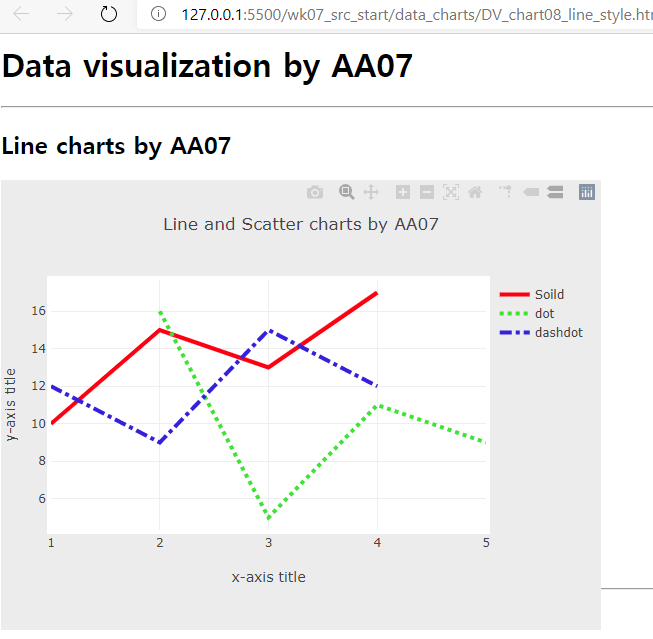 127.0.0.1:5500/wk07_src_start/data_charts/DV_chart08_line_style.htm
Data visualization by AA07
Line charts by AA07
Line and Scatter charts by AA07
Soild
dot
dashdot
16
14
12
10
8
6
y-axis title
1 2 3 4 5
x-axis title